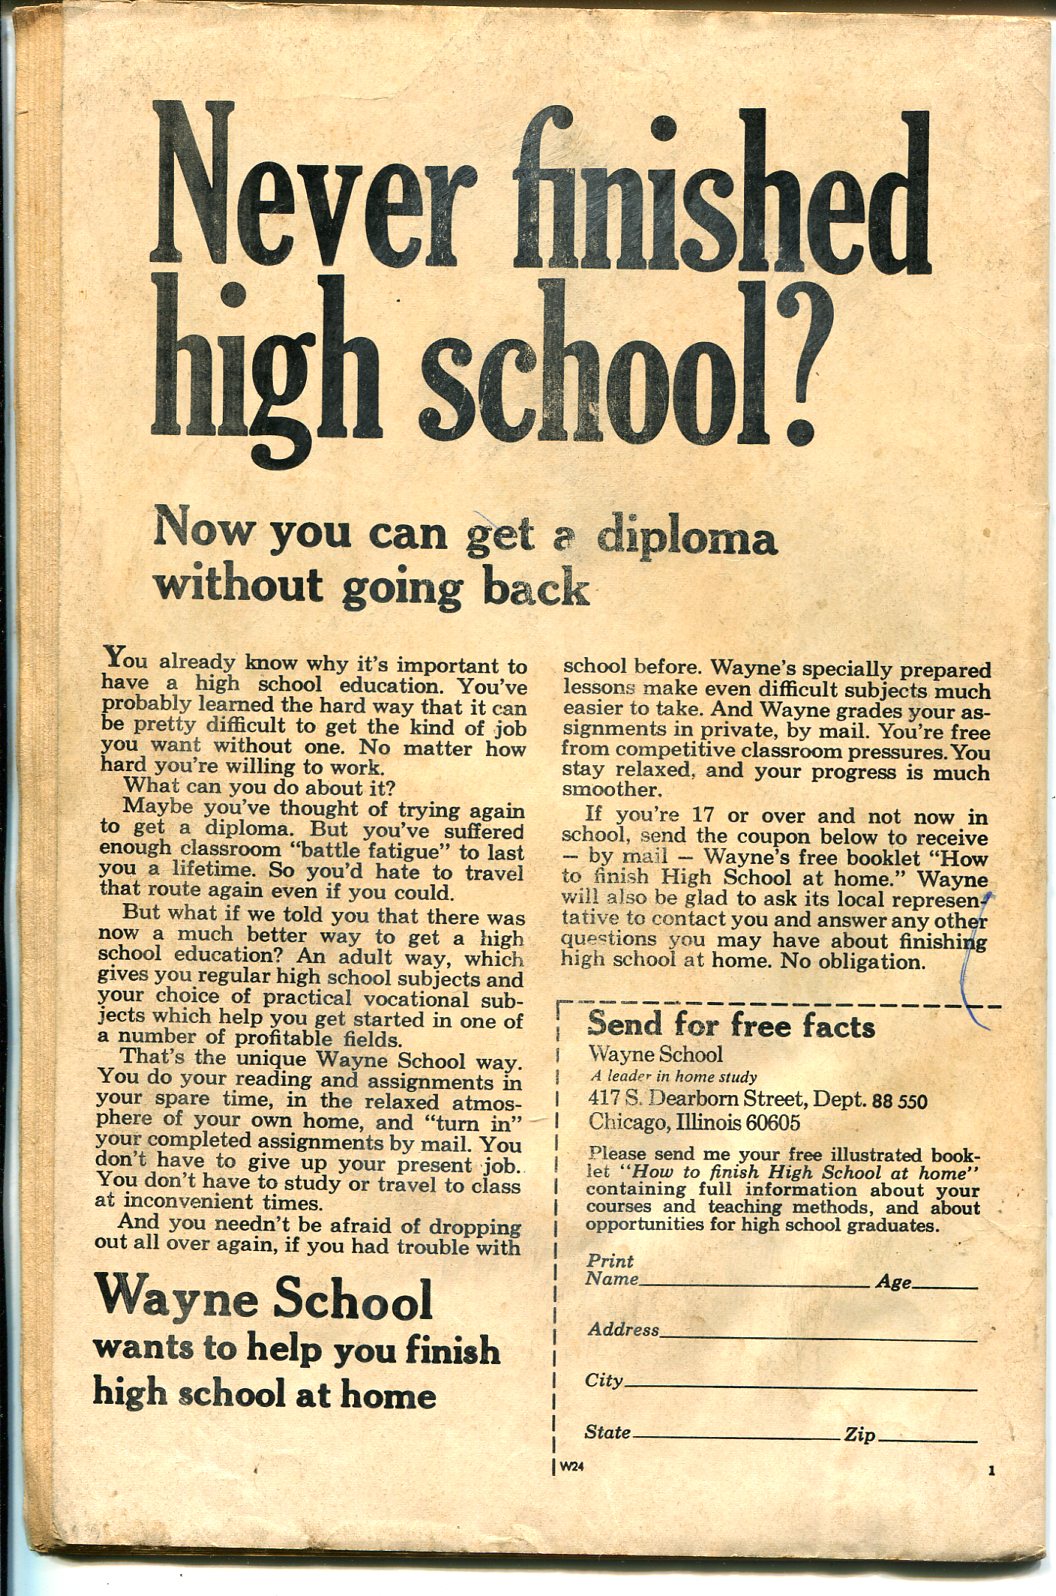 Never finished
high school?
Now you can get a diploma
without going back
You already know why it's important to
have a high school education. You've
probably learned the hard way that it can
be pretty difficult to get the kind of job
you want without one. No matter how
hard you're willing to work.
What can you do about it?
Maybe you've thought of trying again
to get a diploma. But you've suffered
enough classroom “battle fatigue” to last
you a lifetime. So you'd hate to travel
that route again even if you could.
But what if we told you that there was
now a much better way to get a high
school education? An adult way, which
gives you regular high school subjects and
your choice of practical vocational sub-
jects which help you get started in one of
a number of profitable fields.
That's the unique Wayne School way.
You do your reading and assignments in
your spare time, in the relaxed atmos-
phere of your own home, and “turn in”
your completed assignments by mail. You
don't have to give up your present job.
You don't have to study or travel to class
at inconvenient times.
And you needn't be afraid of dropping
out all over again, if you had trouble with
school before. Wayne's specially prepared
lessons make even difficult subjects much
easier to take. And Wayne grades your as-
signments in private, by mail. You're free
from competitive classroom pressures. You
stay relaxed, and your progress is much
smoother.
If you're 17 or over and not now in
school, send the coupon below to receive
— by mail — Wayne's free booklet “How
to finish High School at home.” Wayne
will also be glad to ask its local represen-
tative to contact you and answer any other
questions you may have about finishing
high school at home. No obligation.
Wayne School
wants to help you finish
high school at home
Send for free facts
Wayne School
A leader in home study
417 S. Dearborn Street, Dept. 88 550
Chicago, Illinois 60605
Please send me your free illustrated book-
let “How to finish High School at home”
containing full information about your
courses and teaching methods, and about
opportunities for high school graduates.
Print
Name Age
Address
City
State Zip
W24 1